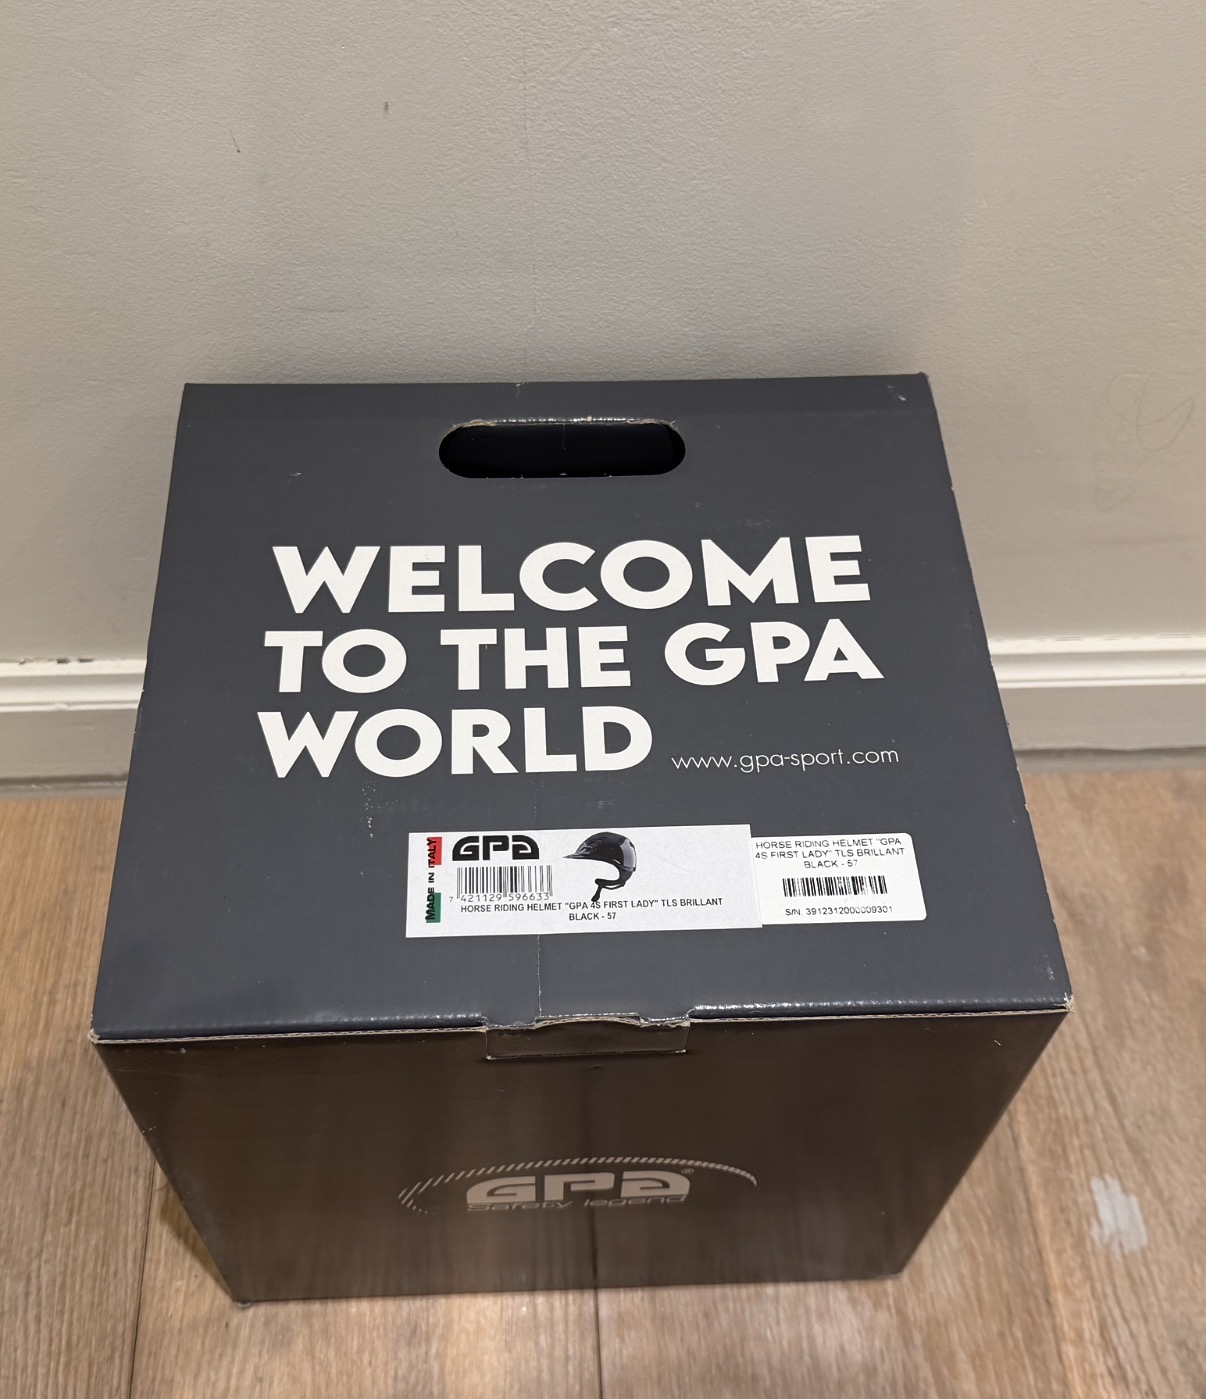 WELCOME
TO THE GPA
WORLD
www.gpa-sport.com
MADE IN ITALY
GPA
7 421129 596633
HORSE RIDING HELMET "GPA 4S FIRST LADY" TLS BRILLANT
BLACK - 57
HORSE RIDING HELMET "GPA
4S FIRST LADY" TLS BRILLANT
BLACK - 57
S/N 3912312000009301
GPA®
Safety legend